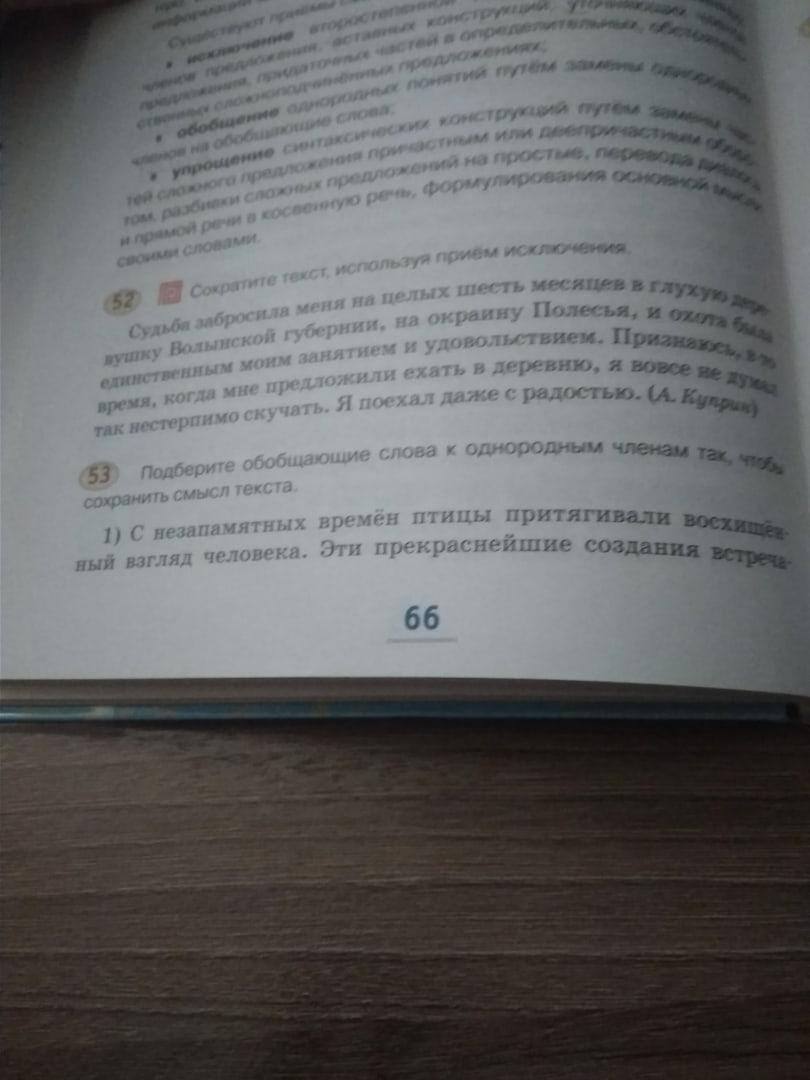 информации
Существуют приёмы
• исключение второстепенной
членов предложения, вставных конструкций, уточняющих членов
предложения, придаточных частей в определительных, обстоятель-
ственных сложноподчинённых предложениях;
• обобщение однородных понятий путём замены однородных
членов на обобщающие слова;
• упрощение синтаксических конструкций путём замены час-
тей сложного предложения причастным или деепричастным оборо-
том, разбивки сложных предложений на простые, перевода диалога
и прямой речи в косвенную речь, формулирования основной мысли
своими словами.
52 Сократите текст, используя приём исключения.
Судьба забросила меня на целых шесть месяцев в глухую дере-
вушку Волынской губернии, на окраину Полесья, и охота была
единственным моим занятием и удовольствием. Признаюсь, в то
время, когда мне предложили ехать в деревню, я вовсе не думал
так нестерпимо скучать. Я поехал даже с радостью. (А. Куприн)
53 Подберите обобщающие слова к однородным членам так, чтобы
сохранить смысл текста.
1) С незапамятных времён птицы притягивали восхищён-
ный взгляд человека. Эти прекраснейшие создания встреча-
66